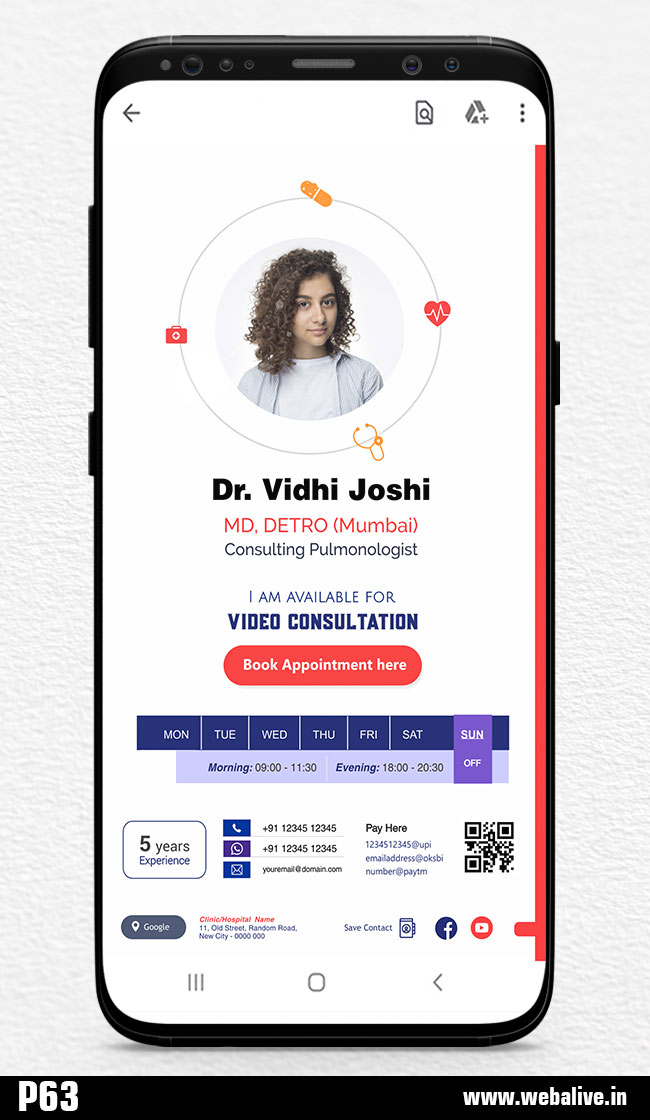 Dr. Vidhi Joshi
MD, DETRO (Mumbai)
Consulting Pulmonologist
I AM AVAILABLE FOR
VIDEO CONSULTATION
Book Appointment here
MON TUE WED THU FRI SAT SUN
Morning: 09:00 - 11:30 Evening: 18:00 - 20:30 OFF
5 years
Experience
+91 12345 12345
+91 12345 12345
youremail@domain.com
Pay Here
1234512345@upi
emailaddress@oksbi
number@paytm
Google
Clinic/Hospital Name
11, Old Street, Random Road,
New City - 0000 000
Save Contact
P63
www.webalive.in